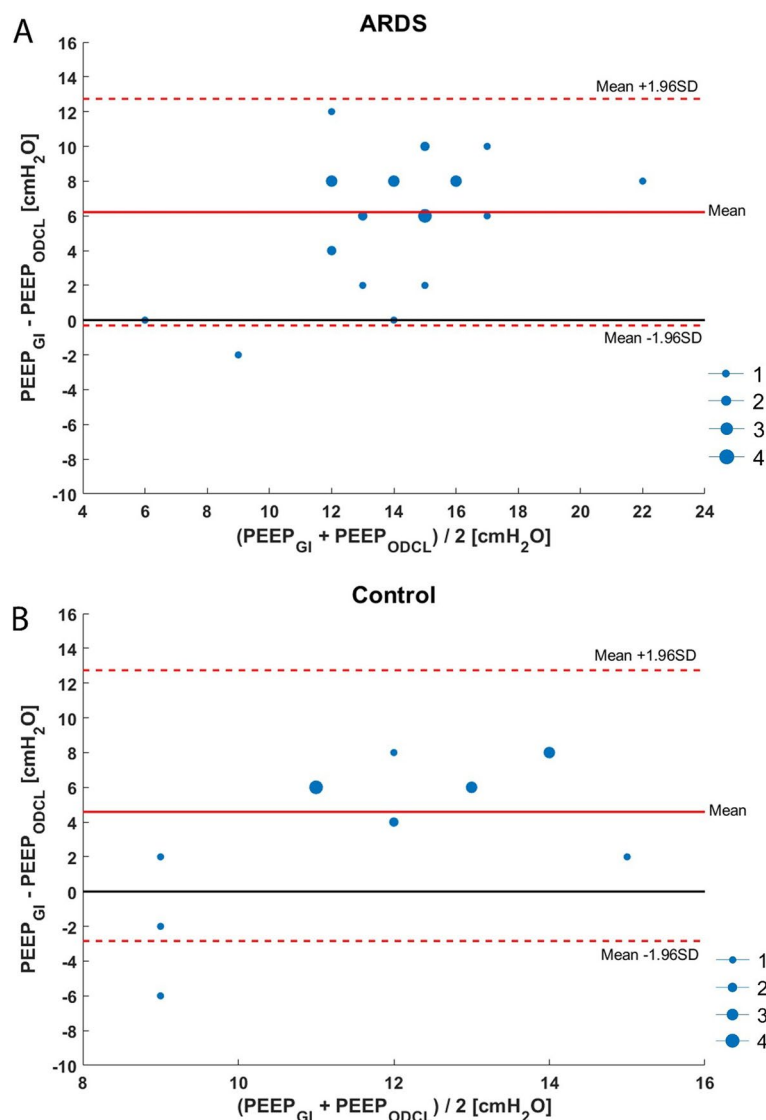 A
ARDS
16
14
12
10
8
6
4
2
0
-2
-4
-6
-8
-10
PEEP_GI - PEEP_ODCL [cmH₂O]
Mean +1.96SD
Mean
Mean -1.96SD
1
2
3
4
4 6 8 10 12 14 16 18 20 22 24
(PEEP_GI + PEEP_ODCL) / 2 [cmH₂O]
B
Control
16
14
12
10
8
6
4
2
0
-2
-4
-6
-8
-10
PEEP_GI - PEEP_ODCL [cmH₂O]
Mean +1.96SD
Mean
Mean -1.96SD
1
2
3
4
8 10 12 14 16
(PEEP_GI + PEEP_ODCL) / 2 [cmH₂O]